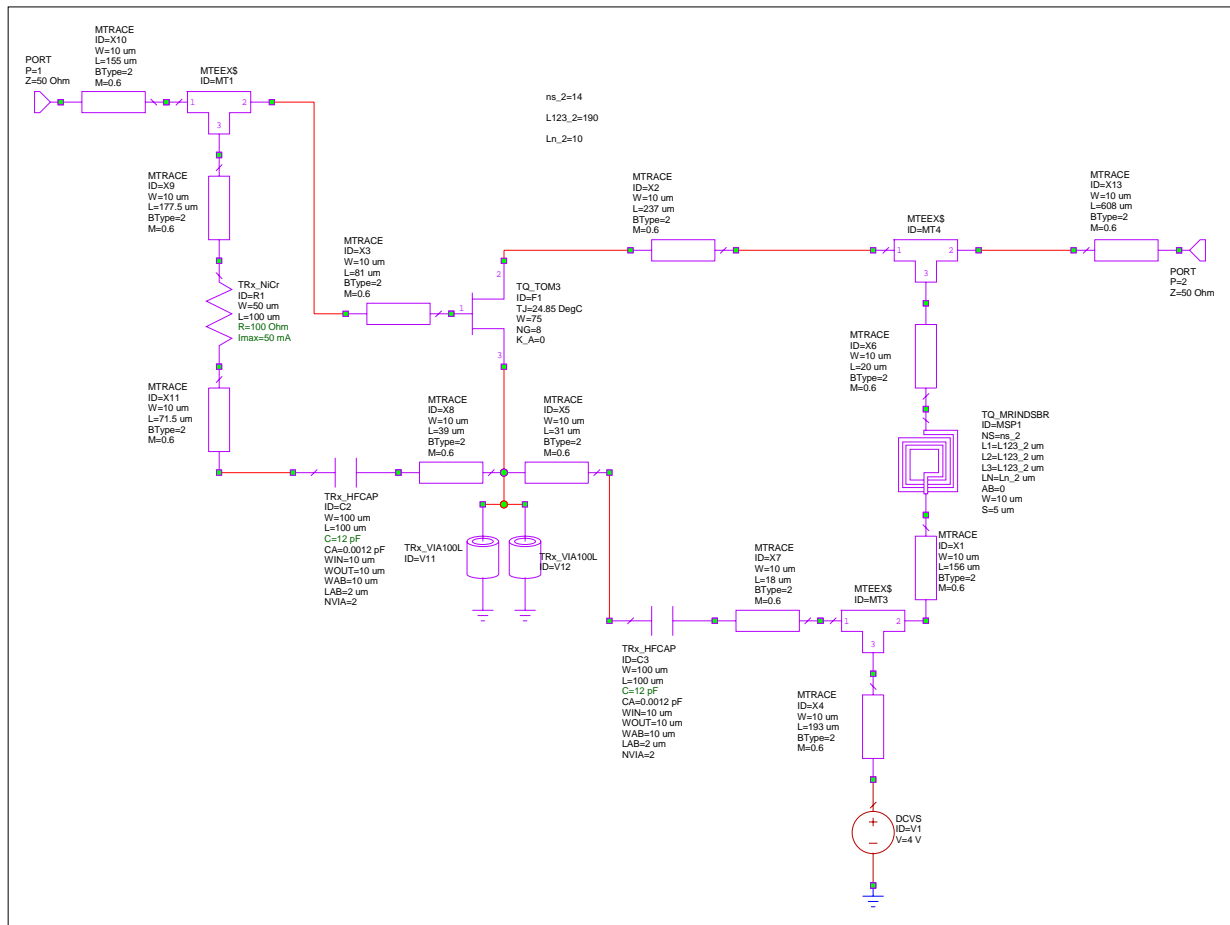 MTRACE
ID=X10
W=10 um
L=155 um
BType=2
M=0.6
PORT
P=1
Z=50 Ohm
MTEEX$
ID=MT1
1
2
3
ns_2=14
L123_2=190
Ln_2=10
MTRACE
ID=X9
W=10 um
L=177.5 um
BType=2
M=0.6
MTRACE
ID=X2
W=10 um
L=237 um
BType=2
M=0.6
MTRACE
ID=X13
W=10 um
L=608 um
BType=2
M=0.6
MTEEX$
ID=MT4
1
2
3
PORT
P=2
Z=50 Ohm
MTRACE
ID=X3
W=10 um
L=81 um
BType=2
M=0.6
TRx_NiCr
ID=R1
W=50 um
L=100 um
R=100 Ohm
Imax=50 mA
2
1
3
TQ_TOM3
ID=F1
TJ=24.85 DegC
W=75
NG=8
K_A=0
MTRACE
ID=X6
W=10 um
L=20 um
BType=2
M=0.6
MTRACE
ID=X11
W=10 um
L=71.5 um
BType=2
M=0.6
MTRACE
ID=X8
W=10 um
L=39 um
BType=2
M=0.6
MTRACE
ID=X5
W=10 um
L=31 um
BType=2
M=0.6
TQ_MRINDSBR
ID=MSP1
NS=ns_2
L1=L123_2 um
L2=L123_2 um
L3=L123_2 um
LN=Ln_2 um
AB=0
W=10 um
S=5 um
TRx_HFCAP
ID=C2
W=100 um
L=100 um
C=12 pF
CA=0.0012 pF
WIN=10 um
WOUT=10 um
WAB=10 um
LAB=2 um
NVIA=2
TRx_VIA100L
ID=V11
TRx_VIA100L
ID=V12
MTRACE
ID=X1
W=10 um
L=156 um
BType=2
M=0.6
MTRACE
ID=X7
W=10 um
L=18 um
BType=2
M=0.6
MTEEX$
ID=MT3
1
2
3
TRx_HFCAP
ID=C3
W=100 um
L=100 um
C=12 pF
CA=0.0012 pF
WIN=10 um
WOUT=10 um
WAB=10 um
LAB=2 um
NVIA=2
MTRACE
ID=X4
W=10 um
L=193 um
BType=2
M=0.6
DCVS
ID=V1
V=4 V